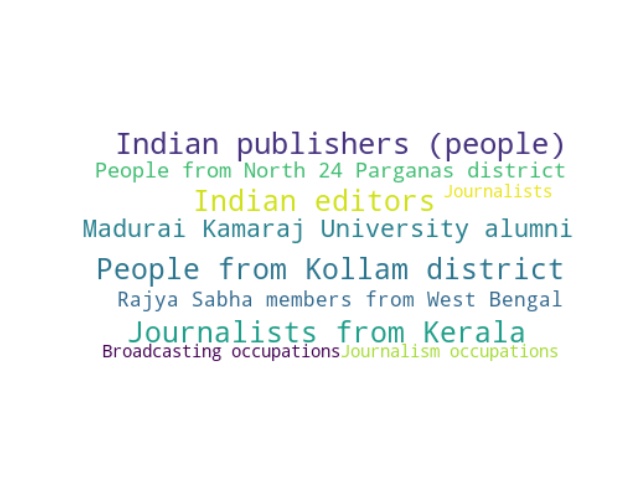 Indian publishers (people)
People from North 24 Parganas district
Journalists
Indian editors
Madurai Kamaraj University alumni
People from Kollam district
Rajya Sabha members from West Bengal
Journalists from Kerala
Broadcasting occupations
Journalism occupations